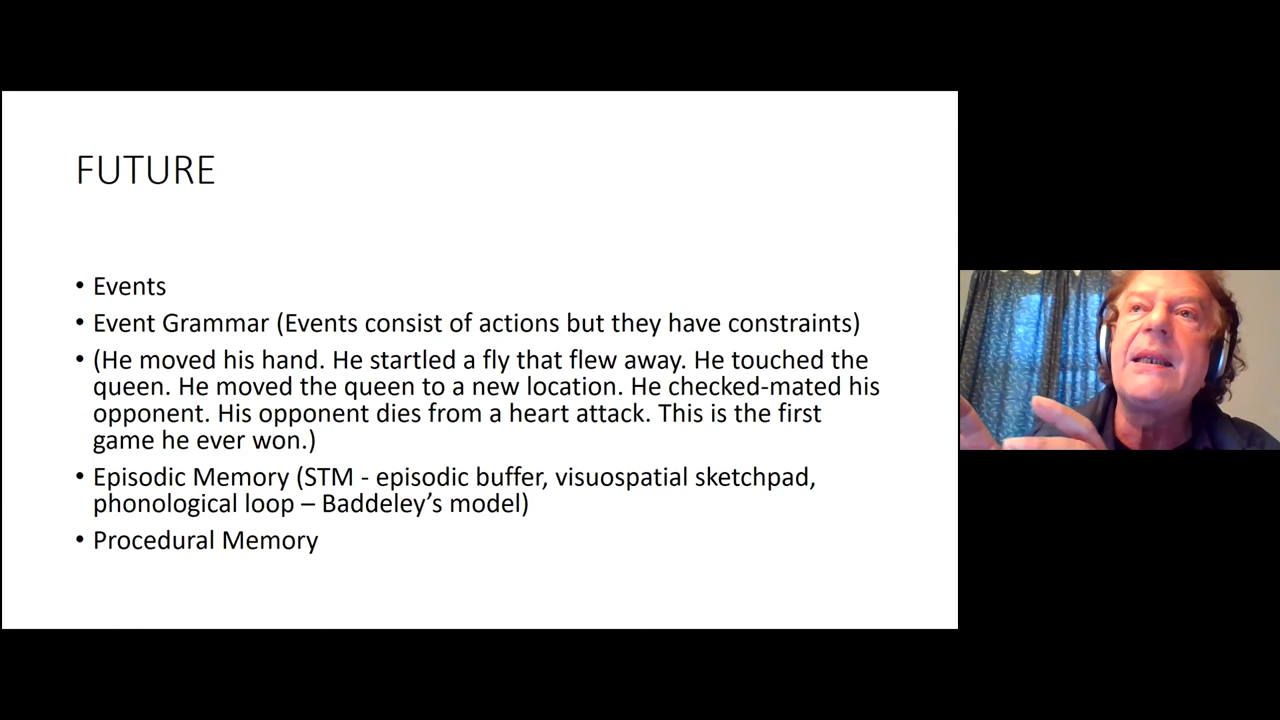 FUTURE
• Events
• Event Grammar (Events consist of actions but they have constraints)
• (He moved his hand. He startled a fly that flew away. He touched the
queen. He moved the queen to a new location. He checked-mated his
opponent. His opponent dies from a heart attack. This is the first
game he ever won.)
• Episodic Memory (STM - episodic buffer, visuospatial sketchpad,
phonological loop – Baddeley’s model)
• Procedural Memory